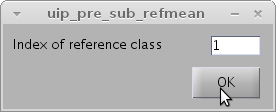 uip_pre_sub_refmean
Index of reference class 1
OK